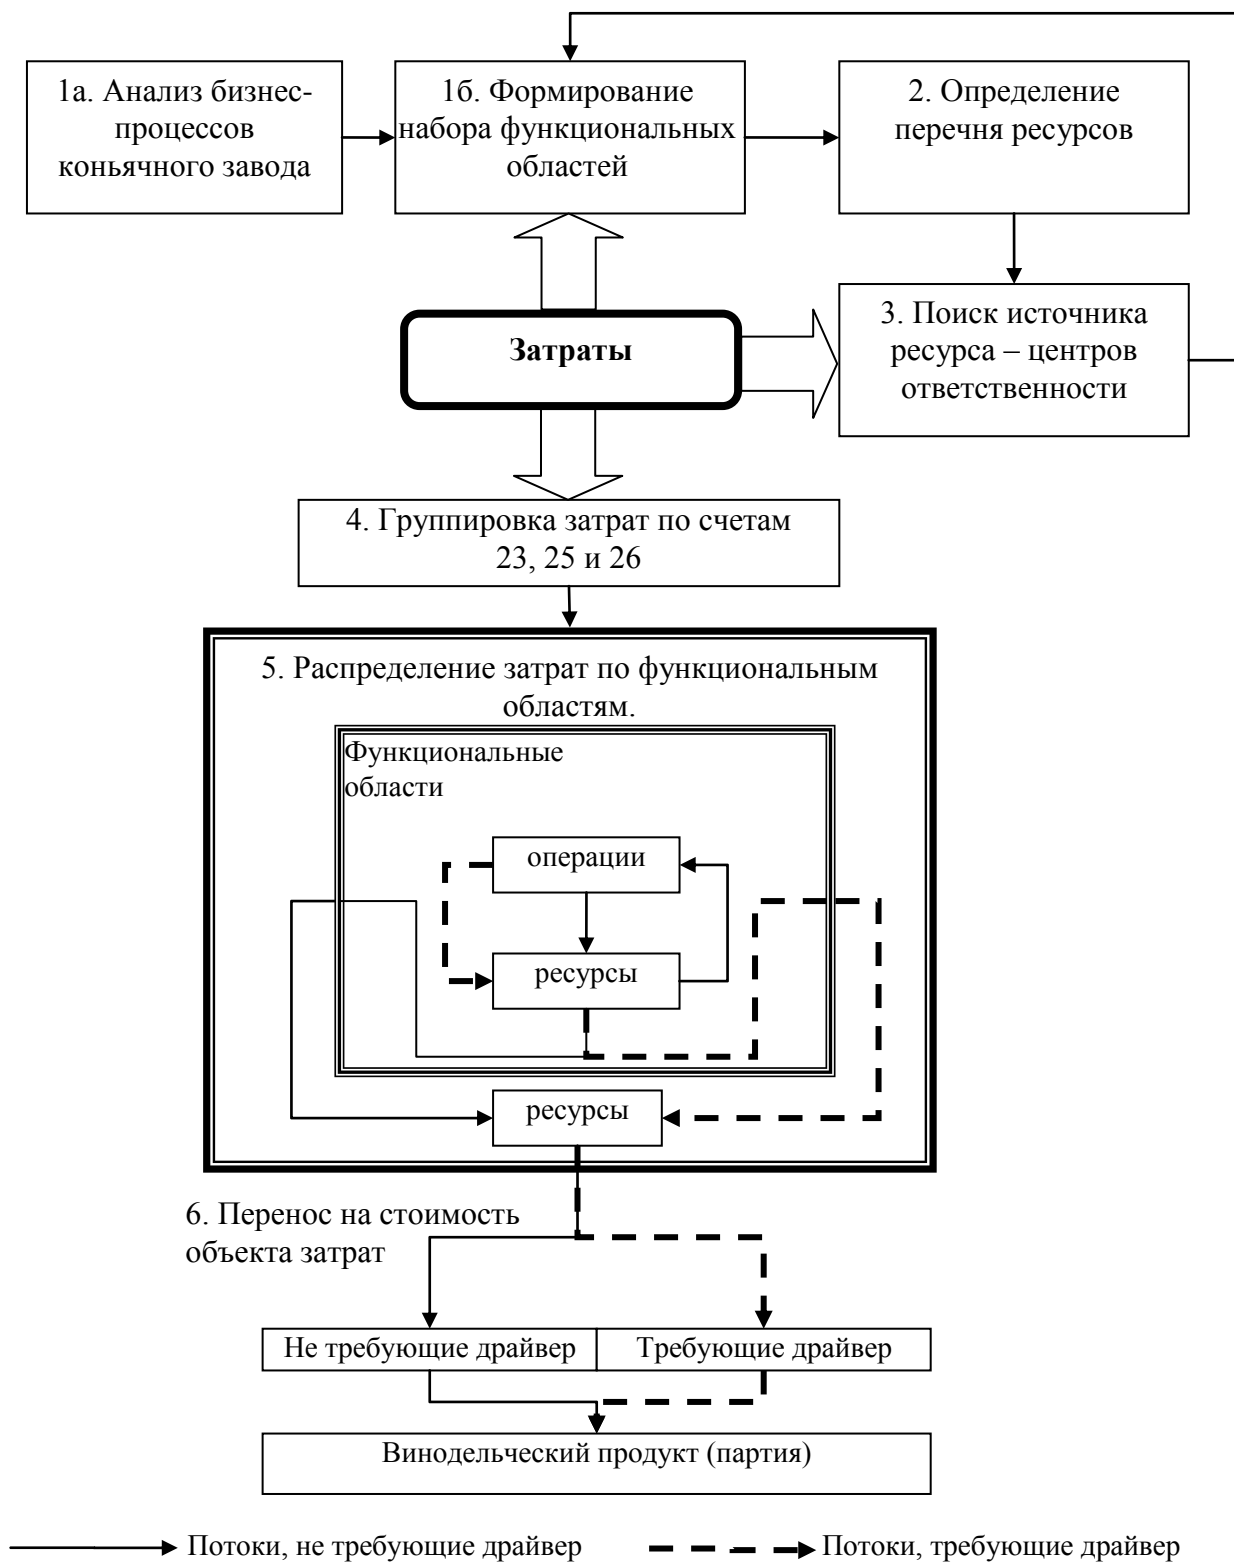 1а. Анализ бизнес-
процессов
коньячного завода
1б. Формирование
набора функциональных
областей
2. Определение
перечня ресурсов
Затраты
3. Поиск источника
ресурса – центров
ответственности
4. Группировка затрат по счетам
23, 25 и 26
5. Распределение затрат по функциональным
областям.
Функциональные
области
операции
ресурсы
ресурсы
6. Перенос на стоимость
объекта затрат
Не требующие драйвер
Требующие драйвер
Винодельческий продукт (партия)
Потоки, не требующие драйвер
Потоки, требующие драйвер